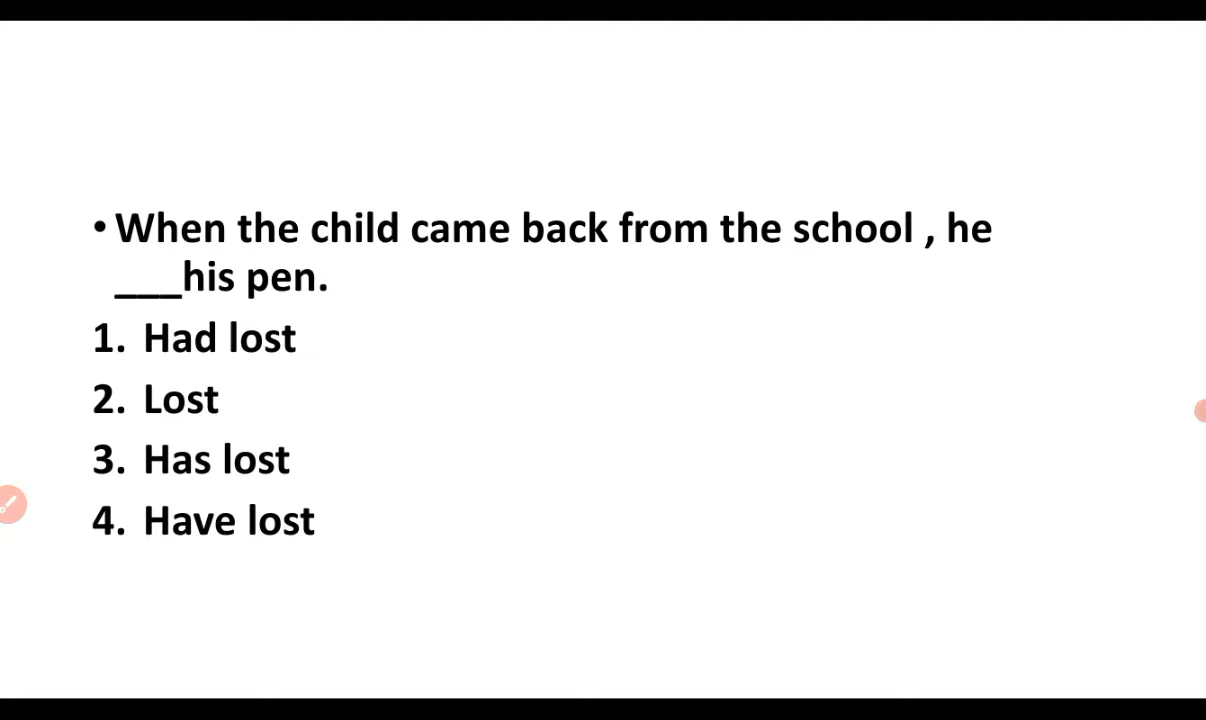 • When the child came back from the school , he
___his pen.
1. Had lost
2. Lost
3. Has lost
4. Have lost